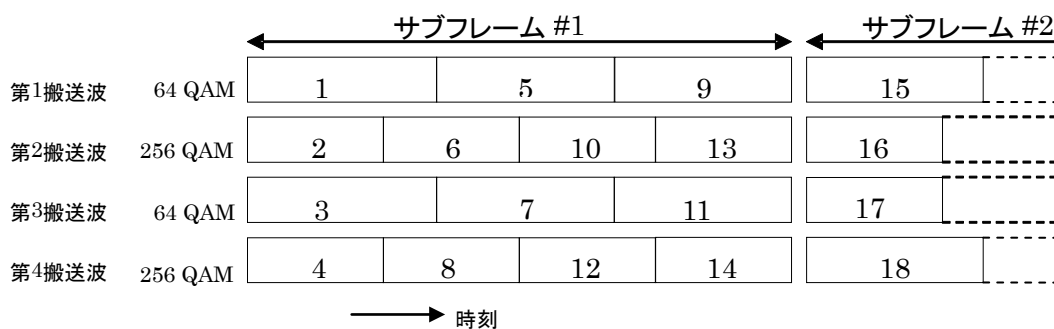 サブフレーム #1 サブフレーム #2
第1搬送波 64 QAM 1 5 9 15
第2搬送波 256 QAM 2 6 10 13 16
第3搬送波 64 QAM 3 7 11 17
第4搬送波 256 QAM 4 8 12 14 18
時刻